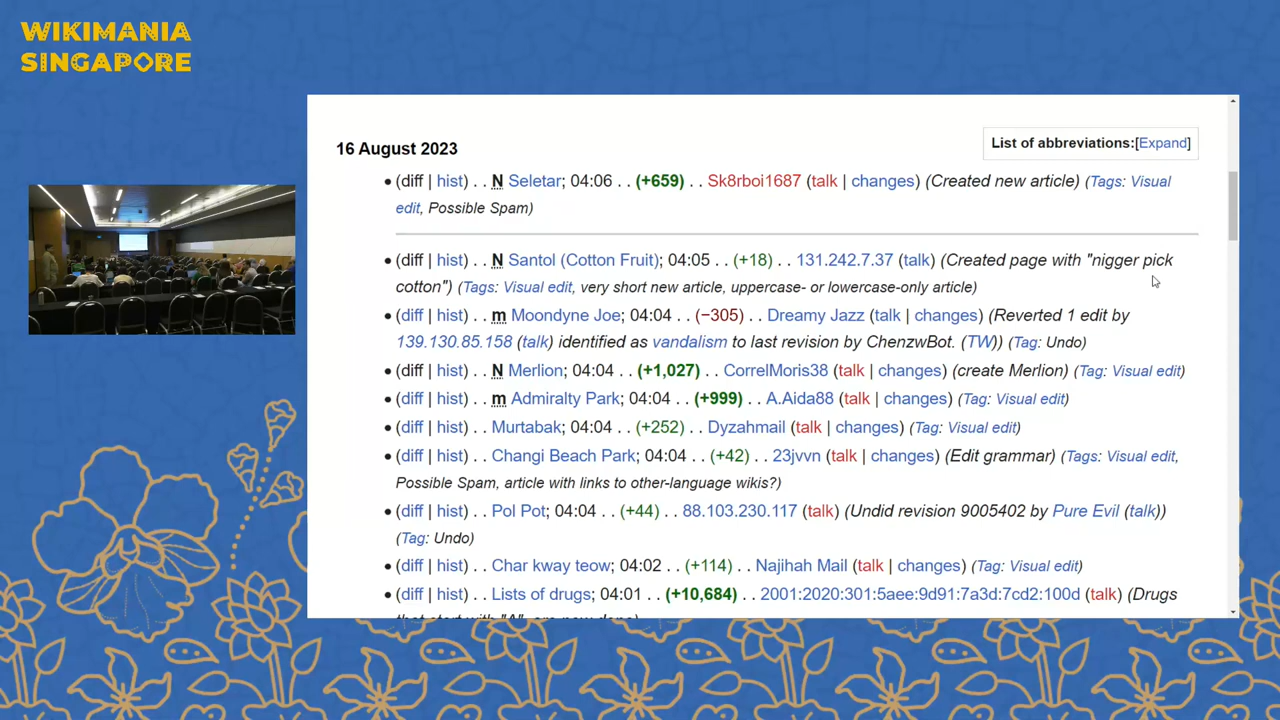 WIKIMANIA
SINGAPORE
16 August 2023
List of abbreviations:[Expand]
• (diff | hist) . . N Seletar; 04:06 . . (+659) . . Sk8rboi1687 (talk | changes) (Created new article) (Tags: Visual
edit, Possible Spam)
• (diff | hist) . . N Santol (Cotton Fruit); 04:05 . . (+18) . . 131.242.7.37 (talk) (Created page with "nigger pick
cotton") (Tags: Visual edit, very short new article, uppercase- or lowercase-only article)
• (diff | hist) . . m Moondyne Joe; 04:04 . . (−305) . . Dreamy Jazz (talk | changes) (Reverted 1 edit by
139.130.85.158 (talk) identified as vandalism to last revision by ChenzwBot. (TW)) (Tag: Undo)
• (diff | hist) . . N Merlion; 04:04 . . (+1,027) . . CorrelMoris38 (talk | changes) (create Merlion) (Tag: Visual edit)
• (diff | hist) . . m Admiralty Park; 04:04 . . (+999) . . A.Aida88 (talk | changes) (Tag: Visual edit)
• (diff | hist) . . Murtabak; 04:04 . . (+252) . . Dyzahmail (talk | changes) (Tag: Visual edit)
• (diff | hist) . . Changi Beach Park; 04:04 . . (+42) . . 23jvvn (talk | changes) (Edit grammar) (Tags: Visual edit,
Possible Spam, article with links to other-language wikis?)
• (diff | hist) . . Pol Pot; 04:04 . . (+44) . . 88.103.230.117 (talk) (Undid revision 9005402 by Pure Evil (talk))
(Tag: Undo)
• (diff | hist) . . Char kway teow; 04:02 . . (+114) . . Najihah Mail (talk | changes) (Tag: Visual edit)
• (diff | hist) . . Lists of drugs; 04:01 . . (+10,684) . . 2001:2020:301:5aee:9d91:7a3d:7cd2:100d (talk) (Drugs
that start with "A", are now done)